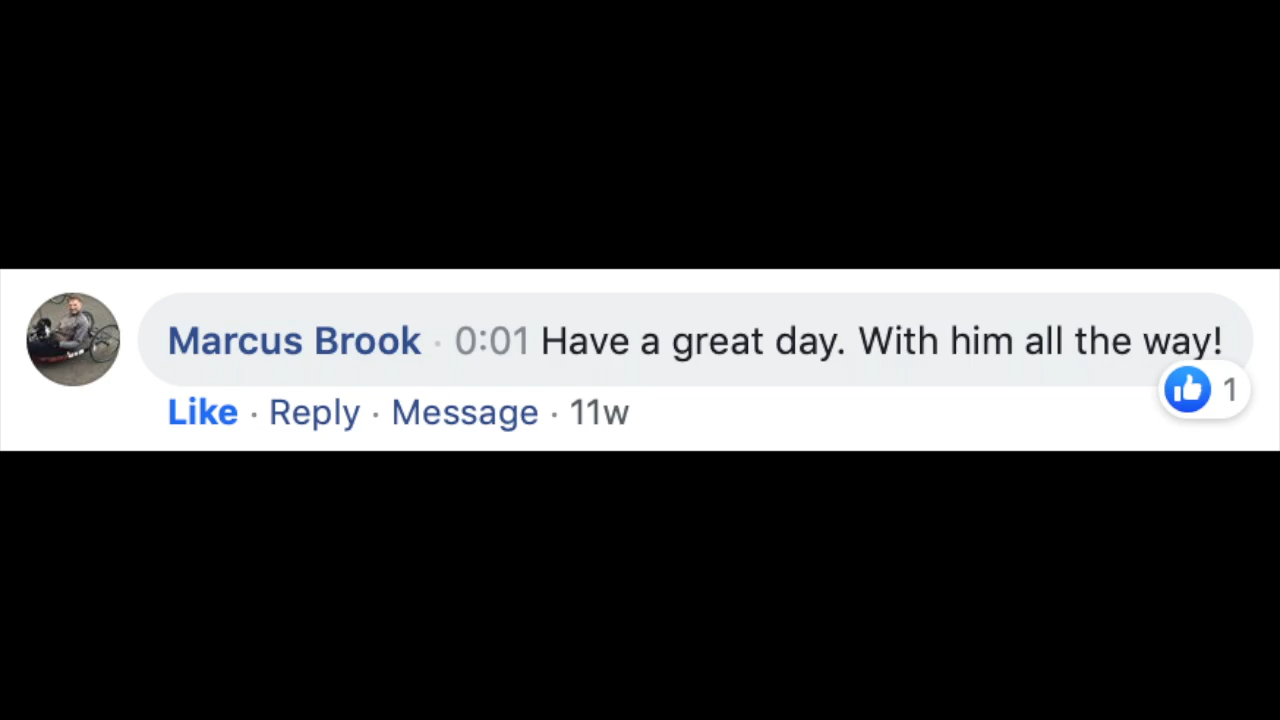 Marcus Brook · 0:01 Have a great day. With him all the way!
1
Like · Reply · Message · 11w